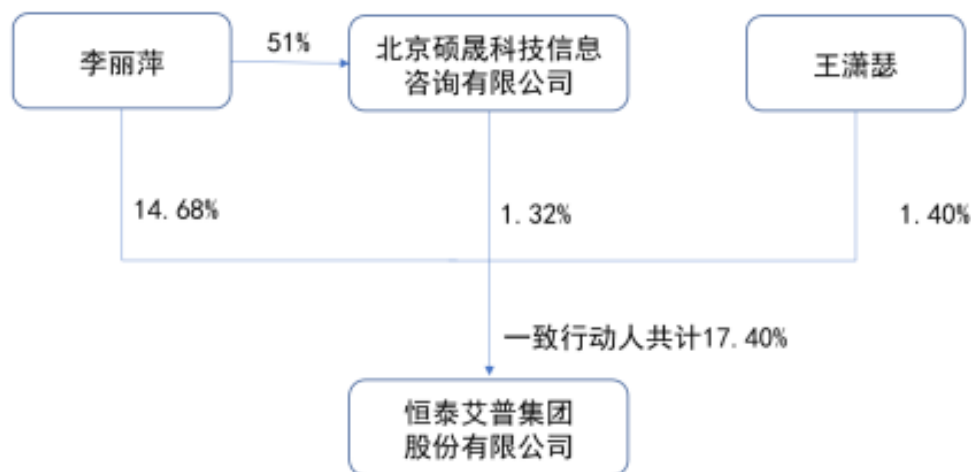 李丽萍
51%
北京硕晟科技信息
咨询有限公司
王潇瑟
14.68%
1.32%
1.40%
一致行动人共计17.40%
恒泰艾普集团
股份有限公司